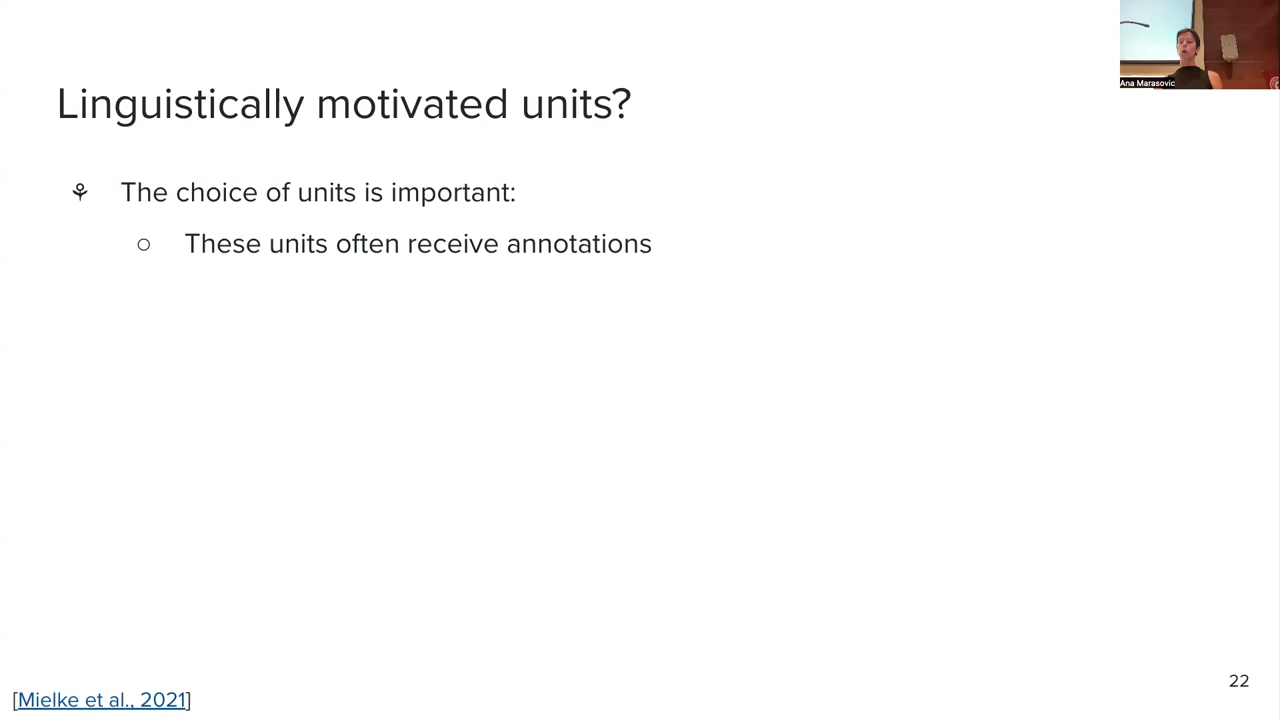 Ana Marasovic
Linguistically motivated units?
⚘ The choice of units is important:
○ These units often receive annotations
22
[Mielke et al., 2021]